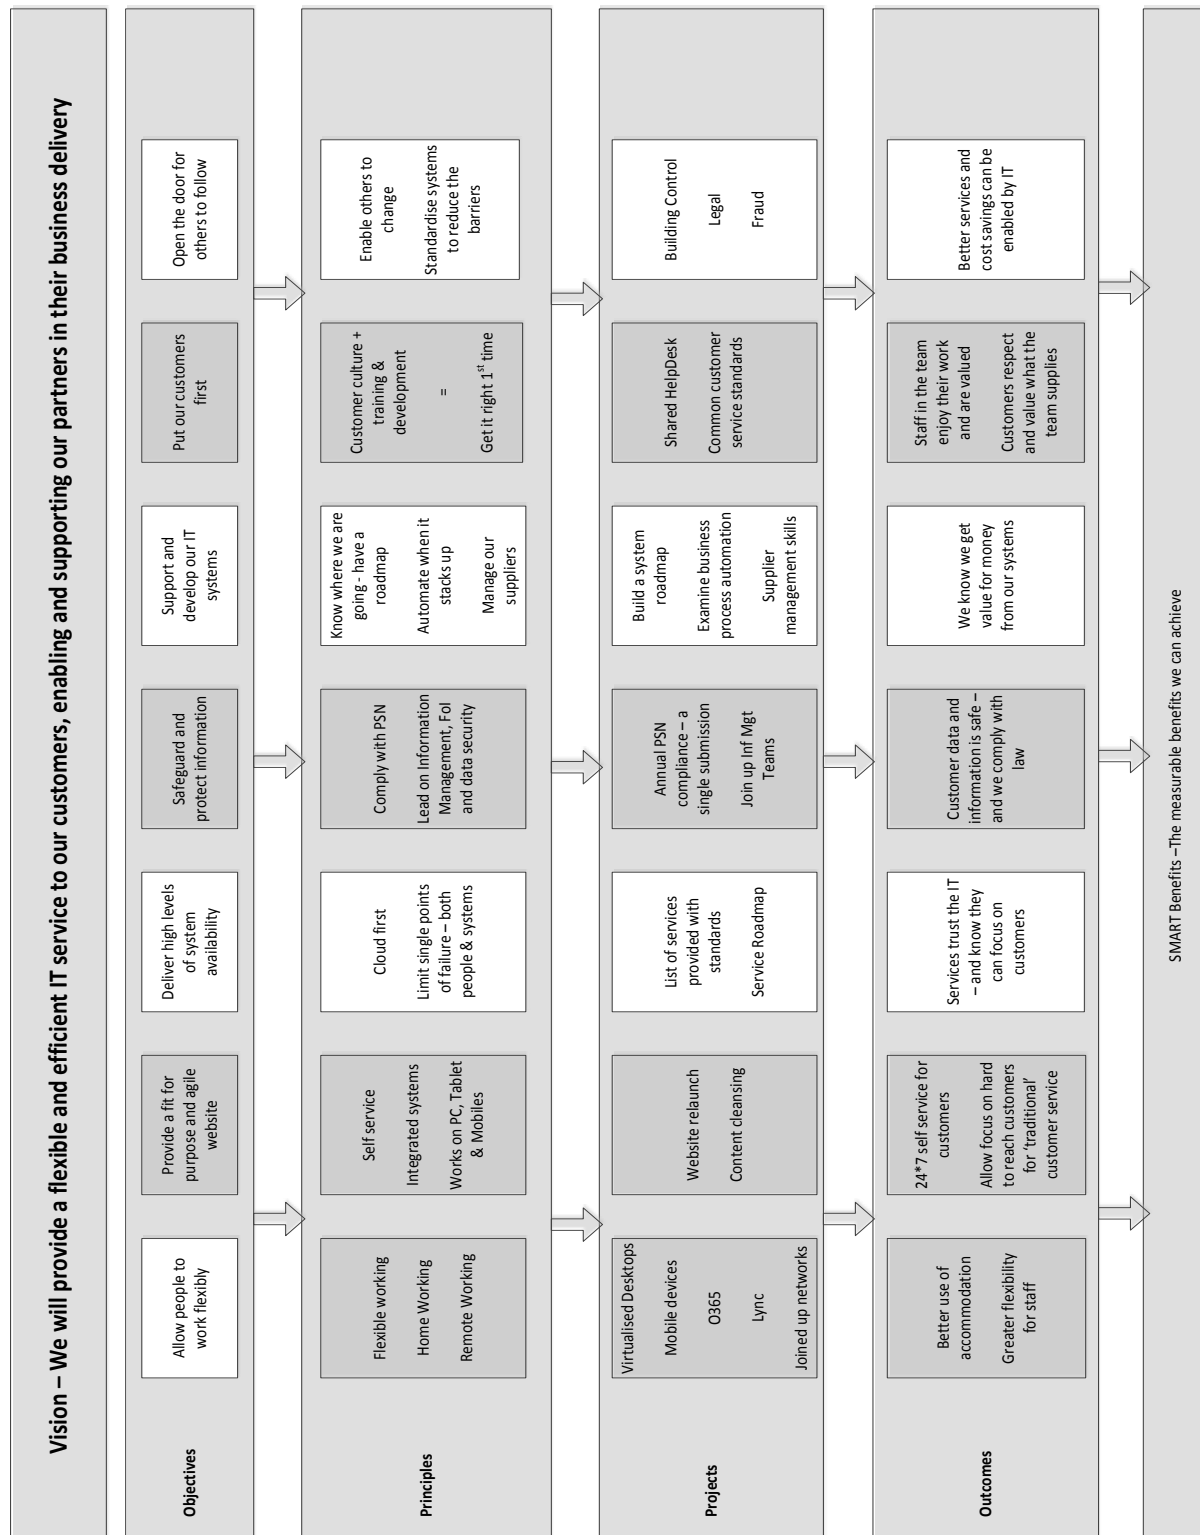 Vision – We will provide a flexible and efficient IT service to our customers, enabling and supporting our partners in their business delivery
Objectives
Allow people to
work flexibly
Provide a fit for
purpose and agile
website
Deliver high levels
of system
availability
Safeguard and
protect information
Support and
develop our IT
systems
Put our customers
first
Open the door for
others to follow
Principles
Flexible working
Home Working
Remote Working
Self service
Integrated systems
Works on PC, Tablet
& Mobiles
Cloud first
Limit single points
of failure – both
people & systems
Comply with PSN
Lead on Information
Management, FoI
and data security
Know where we are
going - have a
roadmap
Automate when it
stacks up
Manage our
suppliers
Customer culture +
training &
development
=
Get it right 1st time
Enable others to
change
Standardise systems
to reduce the
barriers
Projects
Virtualised Desktops
Mobile devices
O365
Lync
Joined up networks
Website relaunch
Content cleansing
List of services
provided with
standards
Service Roadmap
Annual PSN
compliance – a
single submission
Join up Inf Mgt
Teams
Build a system
roadmap
Examine business
process automation
Supplier
management skills
Shared HelpDesk
Common customer
service standards
Building Control
Legal
Fraud
Outcomes
Better use of
accommodation
Greater flexibility
for staff
24*7 self service for
customers
Allow focus on hard
to reach customers
for ‘traditional’
customer service
Services trust the IT
– and know they
can focus on
customers
Customer data and
information is safe –
and we comply with
law
We know we get
value for money
from our systems
Staff in the team
enjoy their work
and are valued
Customers respect
and value what the
team supplies
Better services and
cost savings can be
enabled by IT
SMART Benefits –The measurable benefits we can achieve